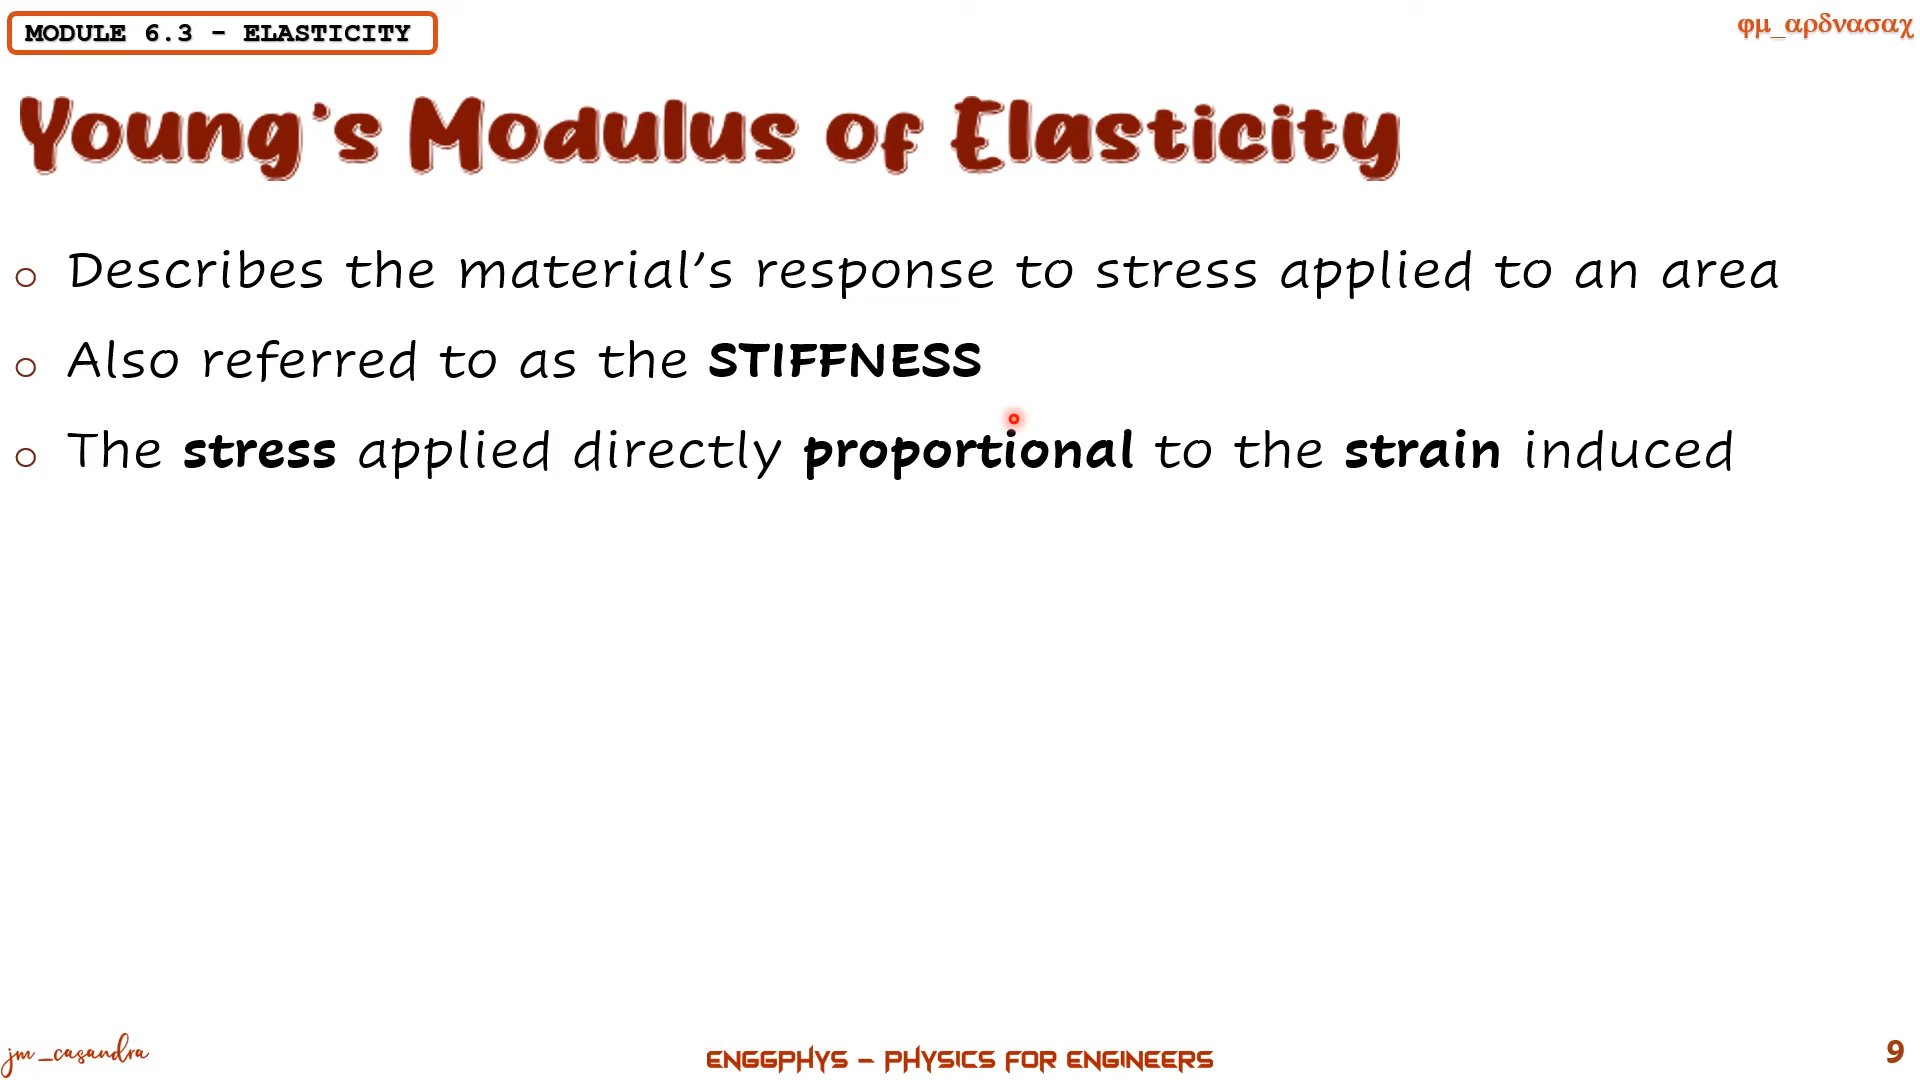 MODULE 6.3 - ELASTICITY
φμ_αρδνασαχ
Young's Modulus of Elasticity
Describes the material’s response to stress applied to an area
Also referred to as the STIFFNESS
The stress applied directly proportional to the strain induced
jm_casandra
ENGGPHYS – PHYSICS FOR ENGINEERS
9